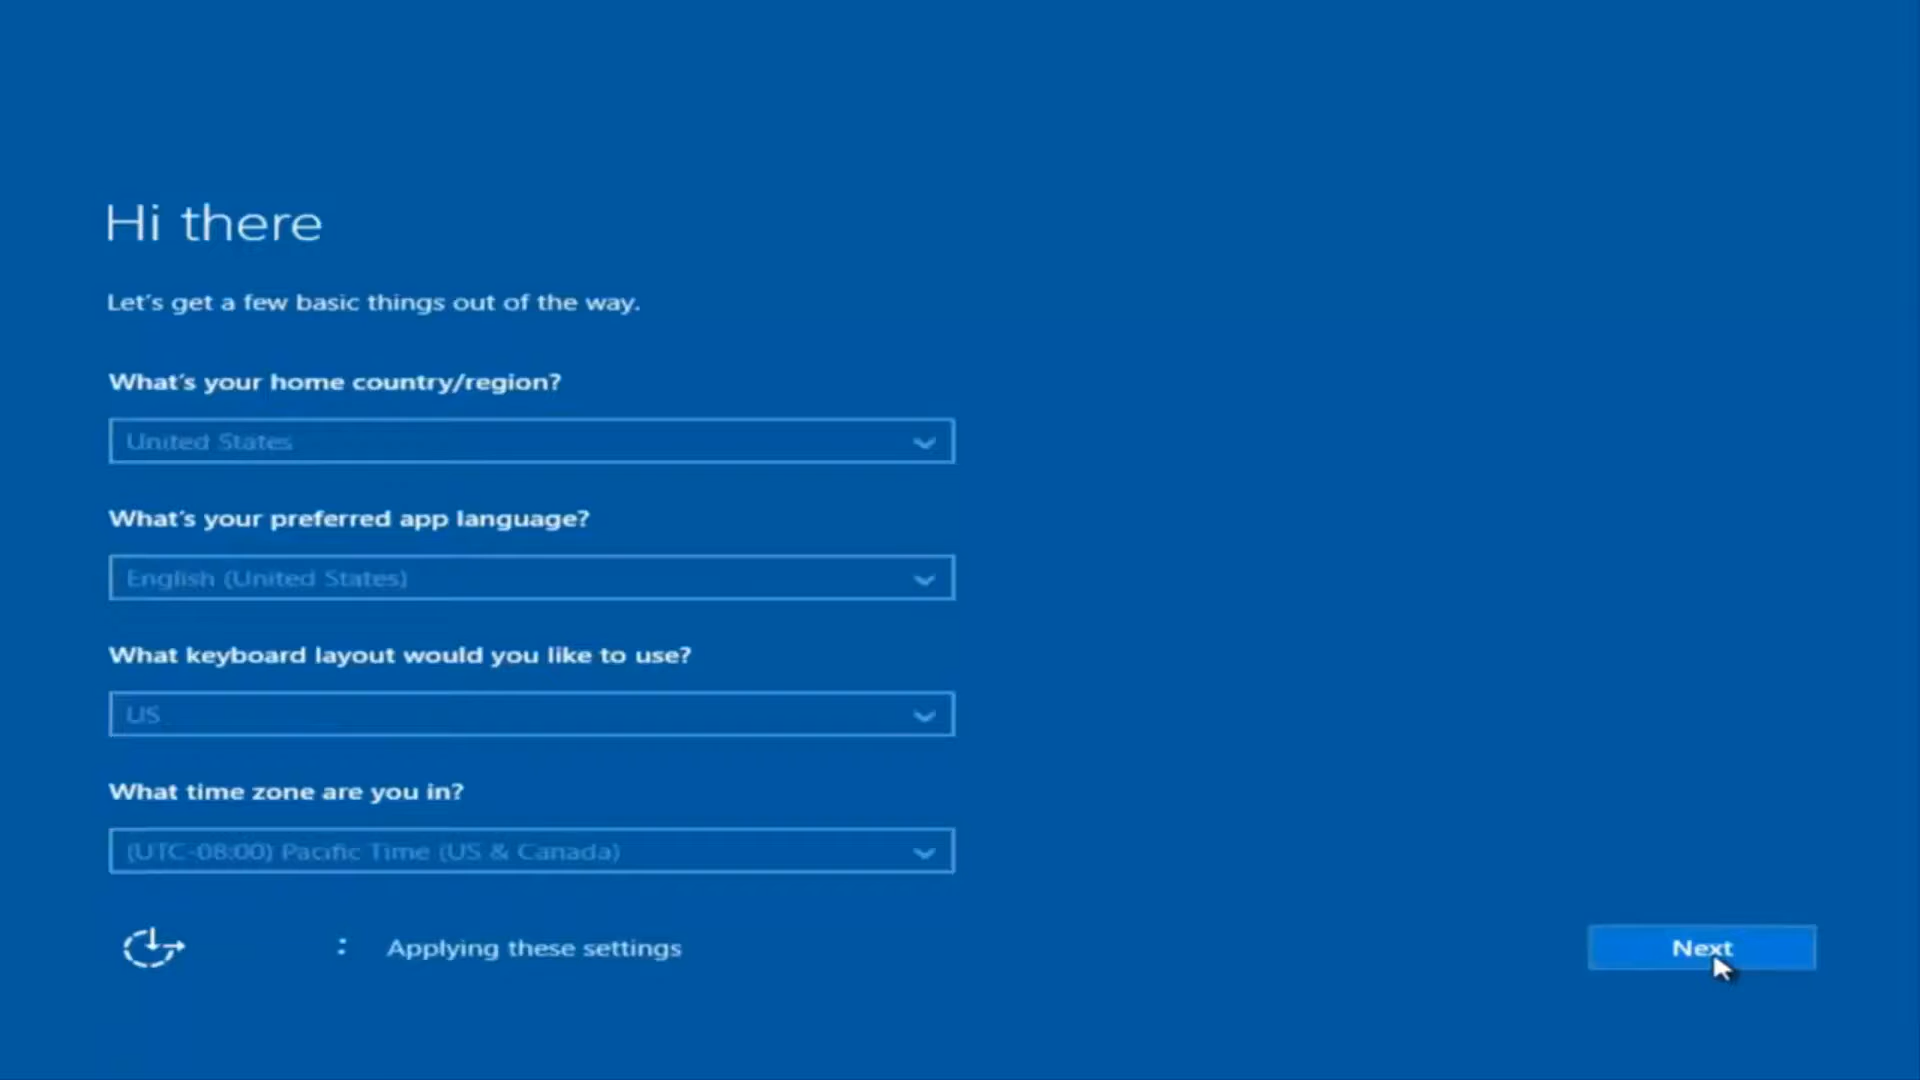 Hi there
Let's get a few basic things out of the way.
What's your home country/region?
United States
What's your preferred app language?
English (United States)
What keyboard layout would you like to use?
US
What time zone are you in?
(UTC-08:00) Pacific Time (US & Canada)
Applying these settings
Next